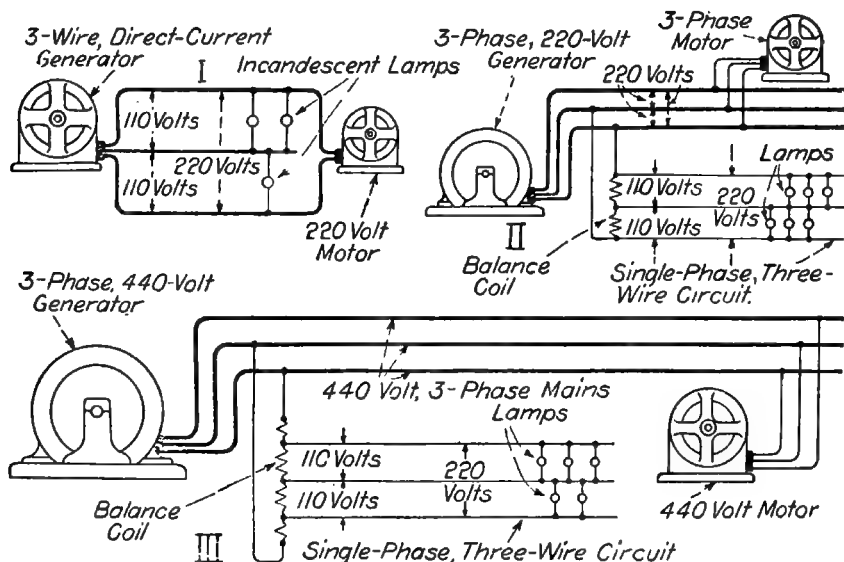 3-Wire, Direct-Current
Generator
I
Incandescent Lamps
110 Volts
220 Volts
110 Volts
220 Volt
Motor
3-Phase, 220-Volt
Generator
3-Phase
Motor
220 Volts
Lamps
110 Volts
220
Volts
110 Volts
II
Balance
Coil
Single-Phase, Three-
Wire Circuit.
3-Phase, 440-Volt
Generator
440 Volt, 3-Phase Mains
Lamps
110 Volts
220
Volts
110 Volts
Balance
Coil
III
Single-Phase, Three-Wire Circuit
440 Volt Motor